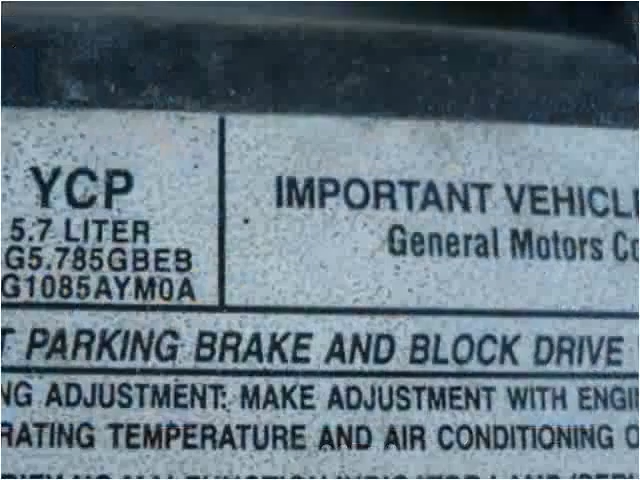 YCP
5.7 LITER
G5.785GBEB
G1085AYM0A
IMPORTANT VEHICL
General Motors Co
T PARKING BRAKE AND BLOCK DRIVE
NG ADJUSTMENT: MAKE ADJUSTMENT WITH ENGI
RATING TEMPERATURE AND AIR CONDITIONING O